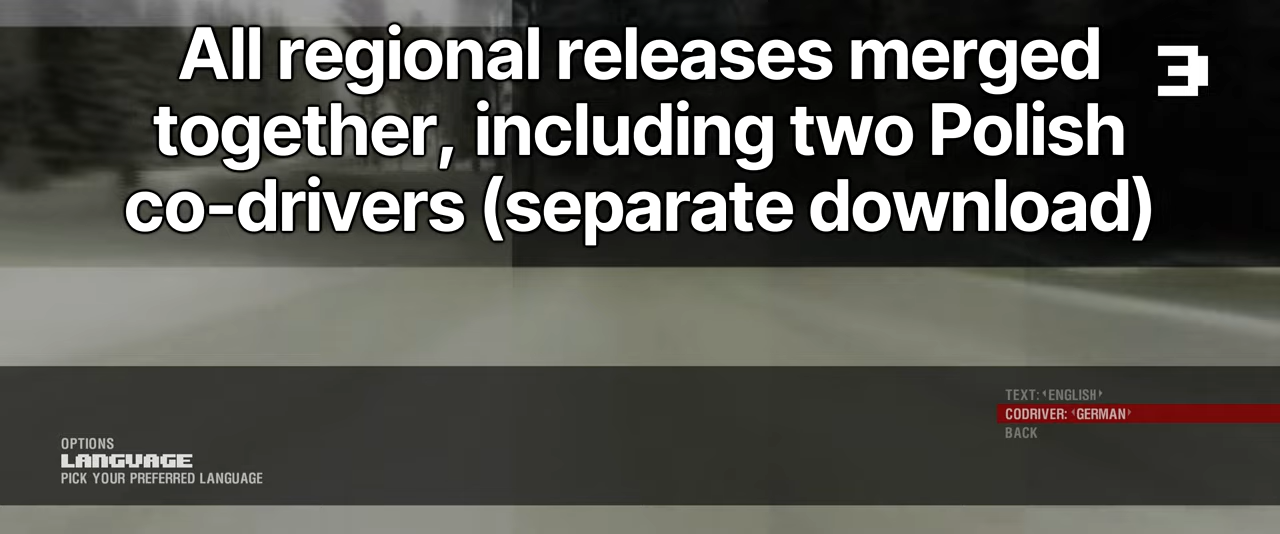 All regional releases merged
together, including two Polish
co-drivers (separate download)
3
TEXT: ENGLISH
CODRIVER: GERMAN
BACK
OPTIONS
LANGUAGE
PICK YOUR PREFERRED LANGUAGE